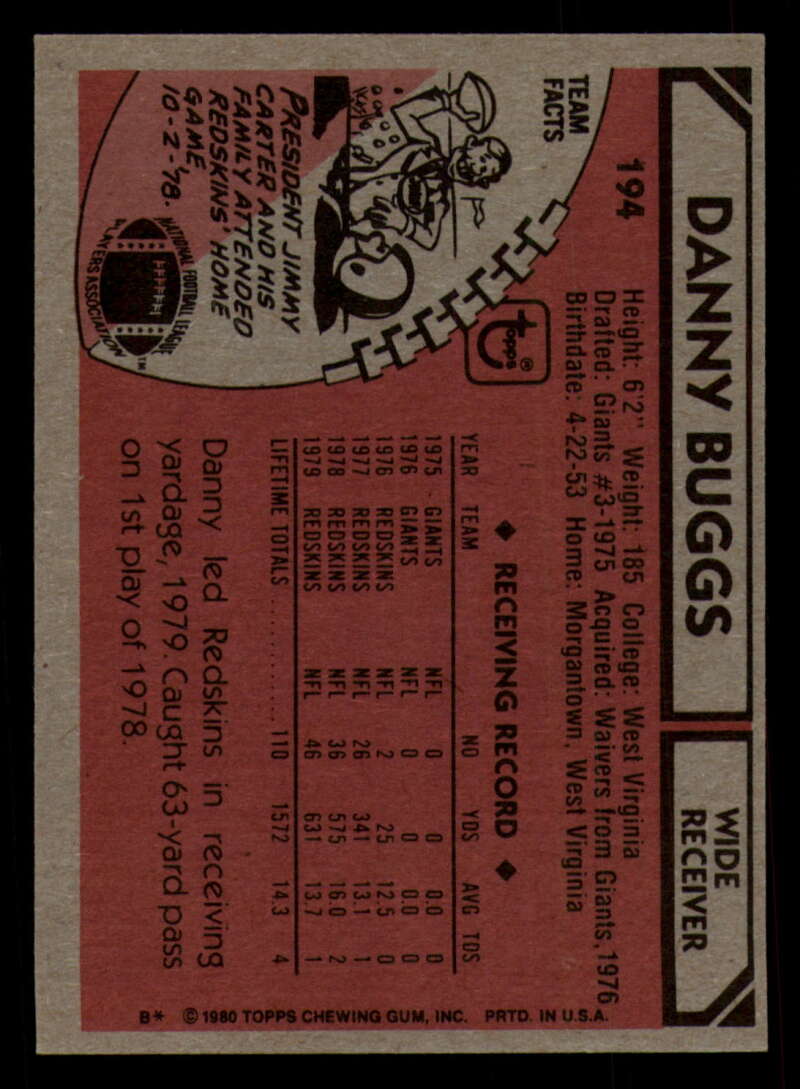 DANNY BUGGS
WIDE
RECEIVER
194
Height: 6'2" Weight: 185 College: West Virginia
Drafted: Giants #3-1975 Acquired: Waivers from Giants, 1976
Birthdate: 4-22-53 Home: Morgantown, West Virginia
TEAM
FACTS
PRESIDENT JIMMY
CARTER AND HIS
FAMILY ATTENDED
REDSKINS' HOME
GAME
10-2-'78.
NATIONAL FOOTBALL LEAGUE
PLAYERS ASSOCIATION
TM
topps®
◆ RECEIVING RECORD ◆
YEAR TEAM NO YDS AVG TDS
1975 GIANTS NFL 0 0 0.0 0
1976 GIANTS NFL 0 0 0.0 0
1976 REDSKINS NFL 2 25 12.5 0
1977 REDSKINS NFL 26 341 13.1 1
1978 REDSKINS NFL 36 575 16.0 2
1979 REDSKINS NFL 46 631 13.7 1
LIFETIME TOTALS ............... 110 1572 14.3 4
Danny led Redskins in receiving
yardage, 1979. Caught 63-yard pass
on 1st play of 1978.
B* © 1980 TOPPS CHEWING GUM, INC. PRTD. IN U.S.A.